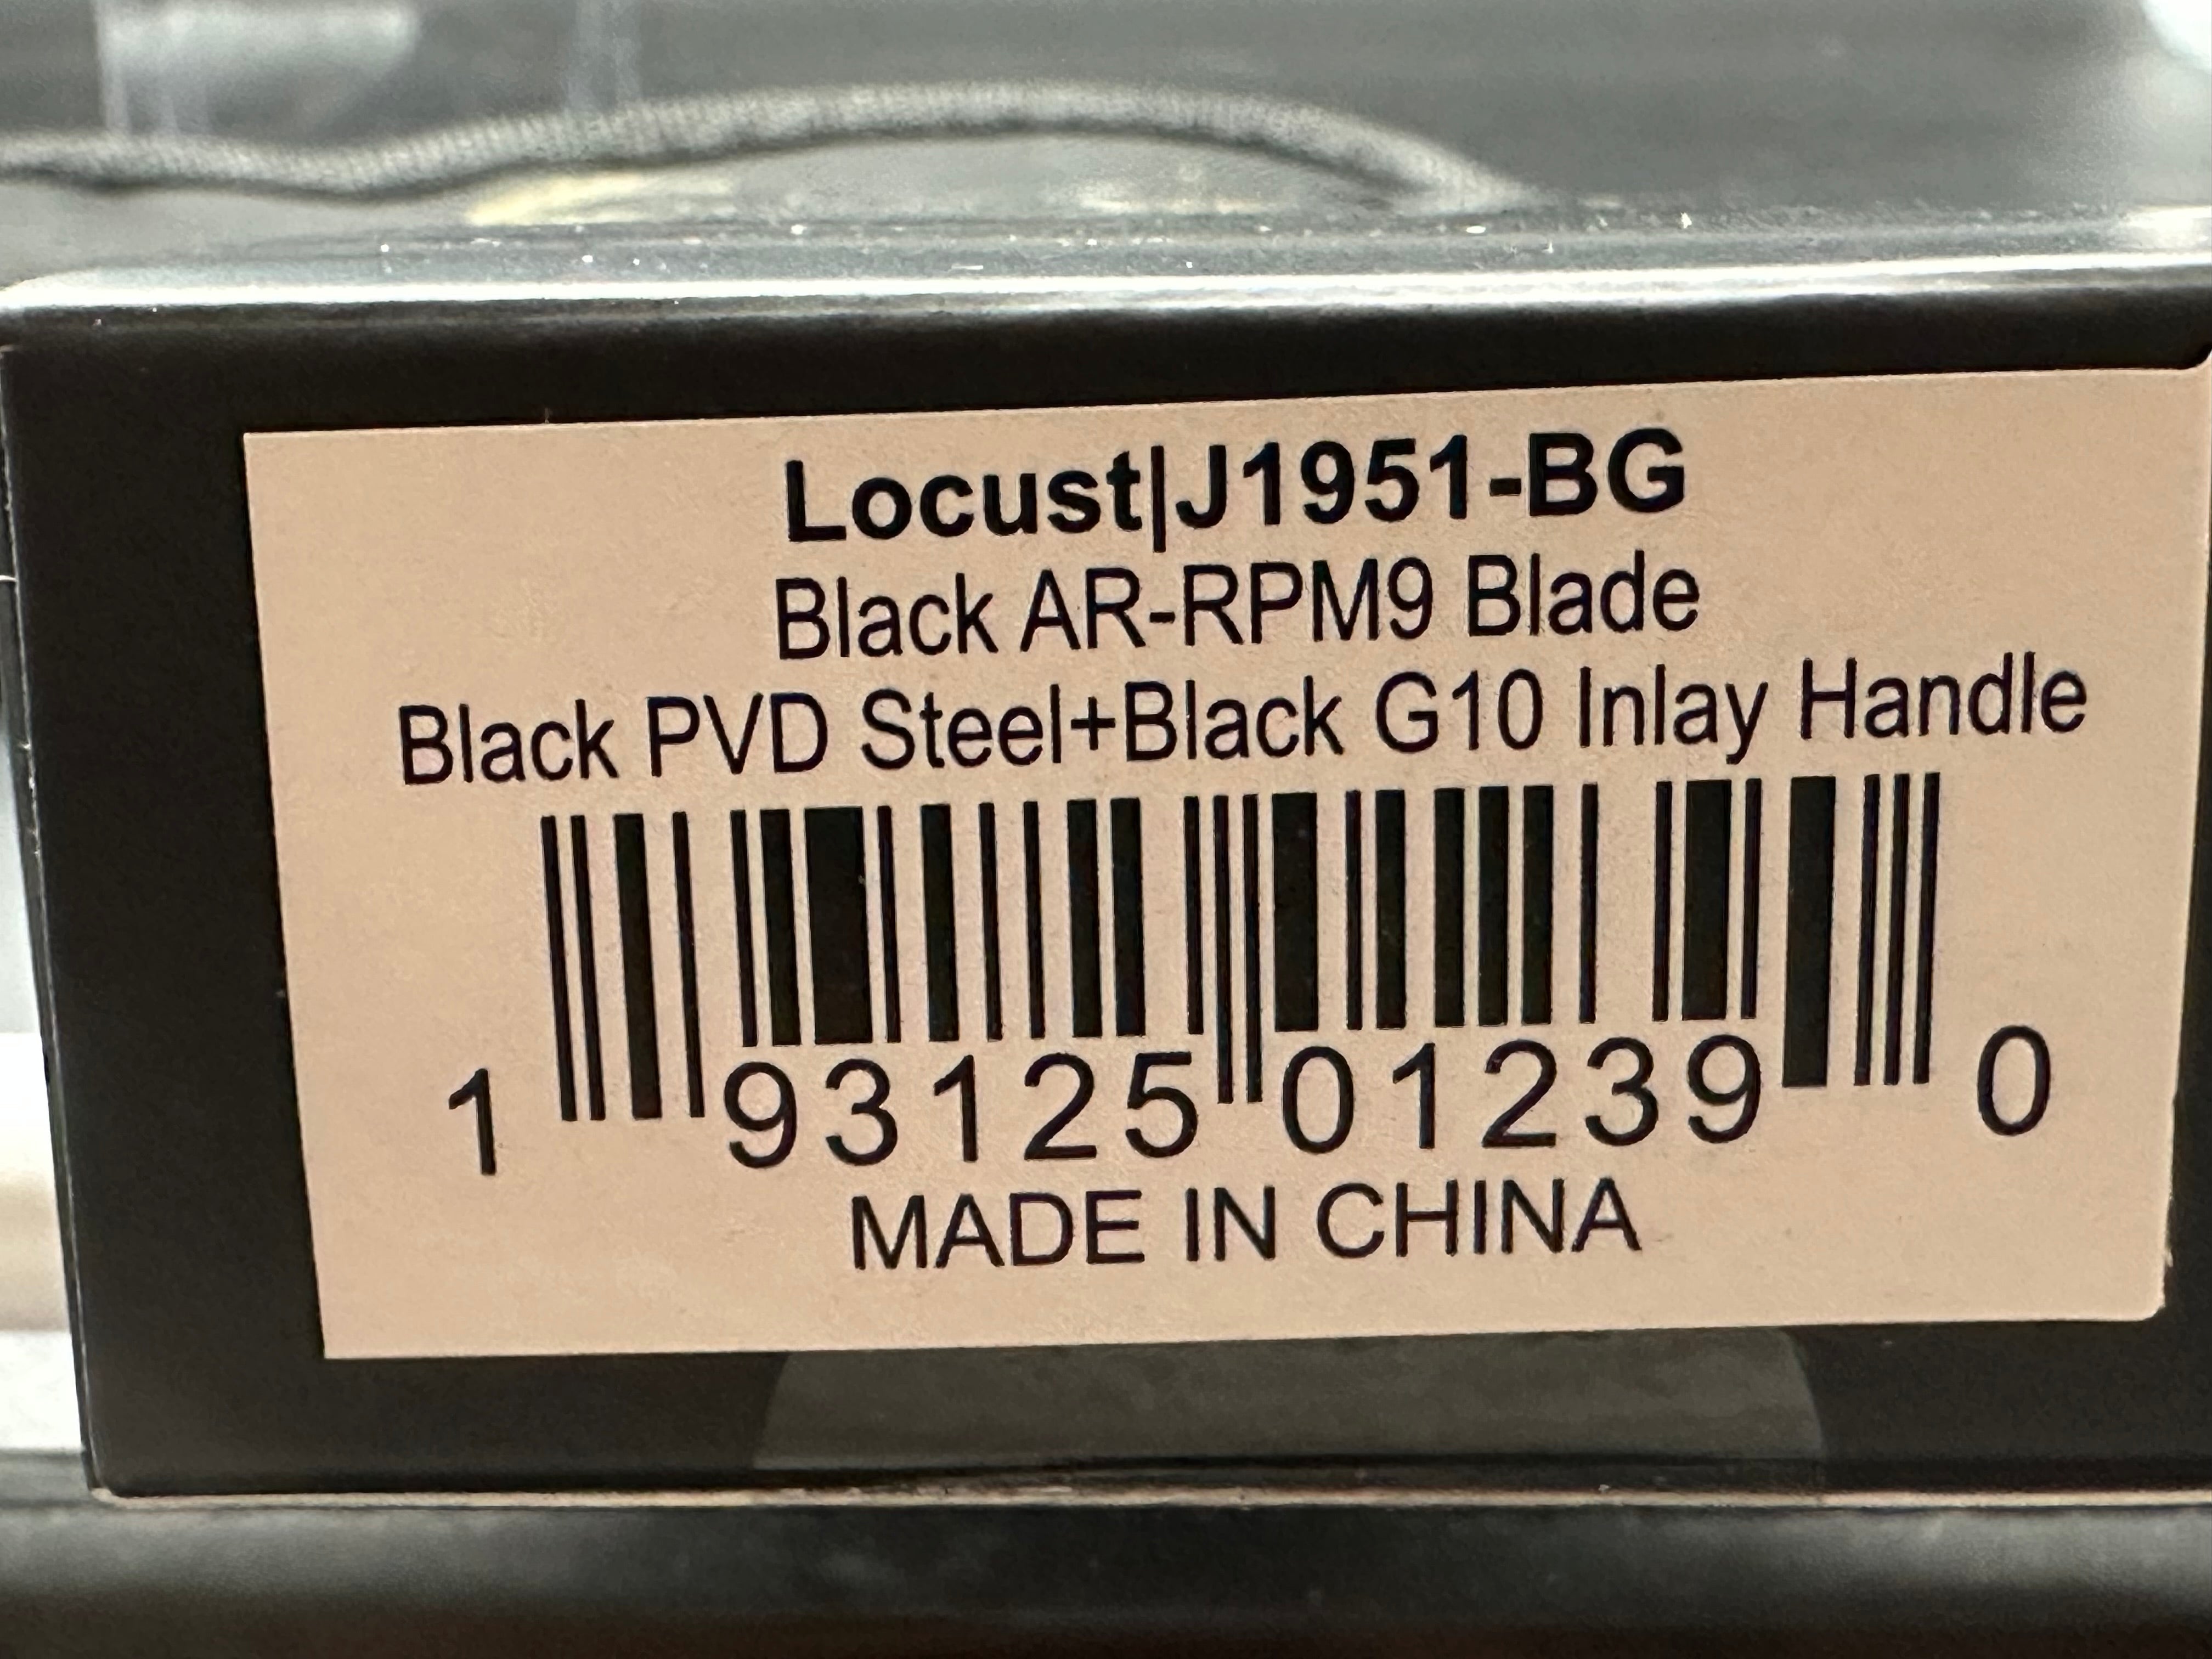 Locust|J1951-BG
Black AR-RPM9 Blade
Black PVD Steel+Black G10 Inlay Handle
1 93125 01239 0
MADE IN CHINA